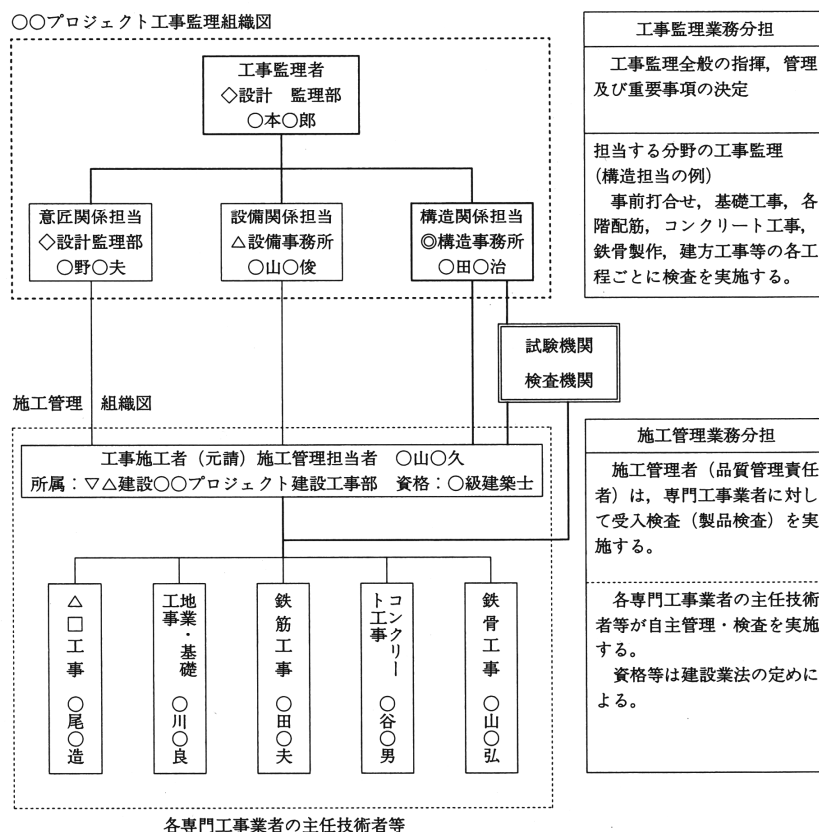 ○○プロジェクト工事監理組織図
工事監理者
◇設計 監理部
○本○郎
意匠関係担当
◇設計監理部
○野○夫
設備関係担当
△設備事務所
○山○俊
構造関係担当
◎構造事務所
○田○治
工事監理業務分担
工事監理全般の指揮，管理
及び重要事項の決定
担当する分野の工事監理
(構造担当の例)
事前打合せ，基礎工事，各
階配筋，コンクリート工事，
鉄骨製作，建方工事等の各工
程ごとに検査を実施する。
試験機関
検査機関
施工管理 組織図
工事施工者（元請）施工管理担当者 ○山○久
所属：▽△建設○○プロジェクト建設工事部 資格：○級建築士
△□工事 ○尾○造
地業・基礎
工事 ○川○良
鉄筋工事 ○田○夫
コンクリー
ト工事 ○谷○男
鉄骨工事 ○山○弘
各専門工事業者の主任技術者等
施工管理業務分担
施工管理者（品質管理責任
者）は，専門工事業者に対し
て受入検査（製品検査）を実
施する。
各専門工事業者の主任技術
者等が自主管理・検査を実施
する。
資格等は建設業法の定めに
よる。